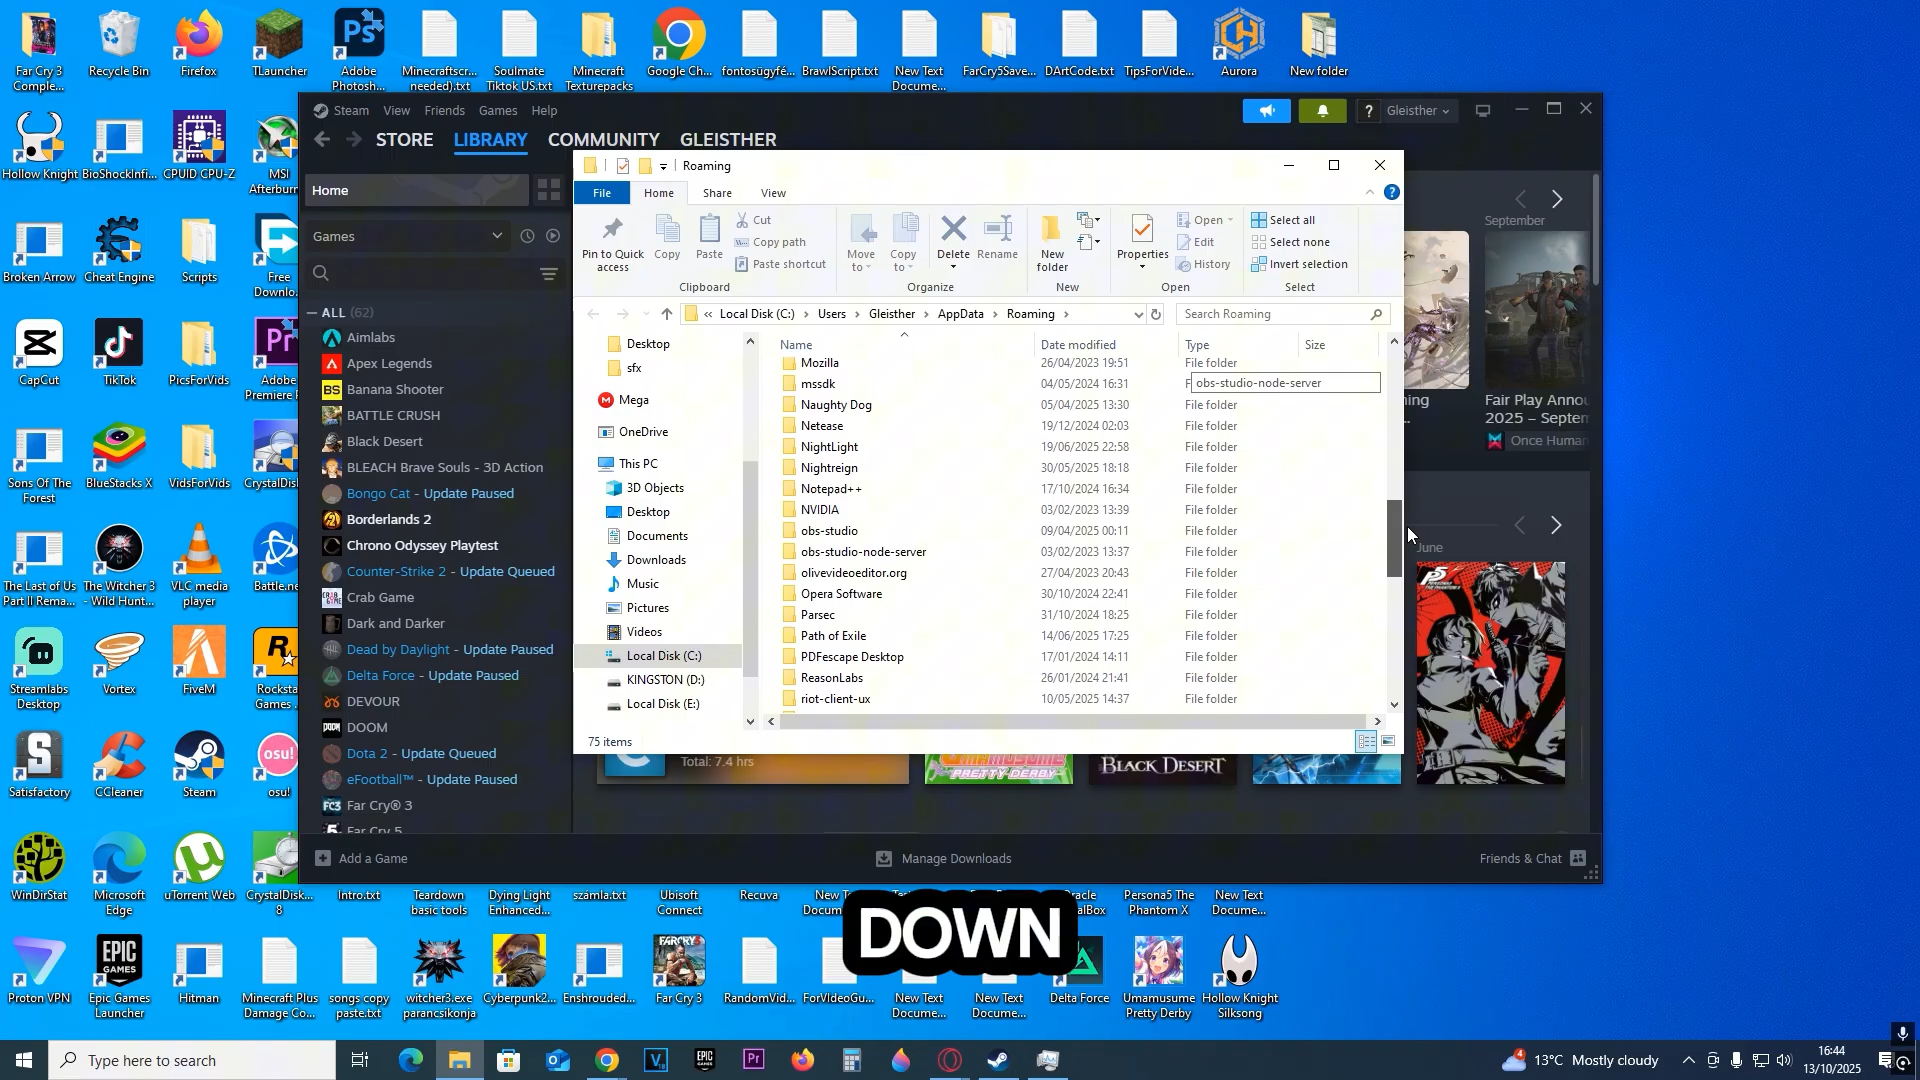 Far Cry 3
Comple...
Recycle Bin
Firefox
TLauncher
Adobe
Photosh...
Minecraftscr...
needed).txt
Soulmate
Tiktok US.txt
Minecraft
Texturepacks
Google Ch...
fontosügyfé...
BrawlScript.txt
New Text
Docume...
FarCry5Save...
DArtCode.txt
TipsForVide...
Aurora
New folder
Hollow Knight
BioShockInfi...
CPUID CPU-Z
MSI
Afterburn
Broken Arrow
Cheat Engine
Scripts
Free
Downlo...
CapCut
TikTok
PicsForVids
Adobe
Premiere P
Sons Of The
Forest
BlueStacks X
VidsForVids
CrystalDis
The Last of Us
Part II Rema...
The Witcher 3
- Wild Hunt...
VLC media
player
Battle.ne
Streamlabs
Desktop
Vortex
FiveM
Rocksta
Games
Satisfactory
CCleaner
Steam
osu!
WinDirStat
Microsoft
Edge
uTorrent Web
CrystalDisk...
8
Intro.txt
Teardown
basic tools
Dying Light
Enhanced...
számla.txt
Ubisoft
Connect
Recuva
New T
Docum
Persona5 The
Phantom X
New Text
Docume...
Proton VPN
Epic Games
Launcher
Hitman
Minecraft Plus
Damage Co...
songs copy
paste.txt
witcher3.exe
parancsikonja
Cyberpunk2...
Enshrouded...
Far Cry 3
RandomVid...
ForVIdeoGu...
New Text
Docume...
New Text
Docume...
Delta Force
Umamusume
Pretty Derby
Hollow Knight
Silksong
Steam View Friends Games Help
Gleisther
STORE LIBRARY COMMUNITY GLEISTHER
Home
Games
ALL (62)
Aimlabs
Apex Legends
Banana Shooter
BATTLE CRUSH
Black Desert
BLEACH Brave Souls - 3D Action
Bongo Cat - Update Paused
Borderlands 2
Chrono Odyssey Playtest
Counter-Strike 2 - Update Queued
Crab Game
Dark and Darker
Dead by Daylight - Update Paused
Delta Force - Update Paused
DEVOUR
DOOM
Dota 2 - Update Queued
eFootball™ - Update Paused
Far Cry® 3
Far Cry 5
Add a Game
Manage Downloads
Friends & Chat
September
ing
Fair Play Annou
2025 – Septem
Once Human
June
Total: 7.4 hrs
PRETTY DERBY
BLACK DESERT
Roaming
File Home Share View
Pin to Quick
access
Copy
Paste
Cut
Copy path
Paste shortcut
Move
to
Copy
to
Delete
Rename
New
folder
Properties
Open
Edit
History
Select all
Select none
Invert selection
Clipboard Organize New Open Select
« Local Disk (C:) › Users › Gleisther › AppData › Roaming ›
Search Roaming
Desktop
sfx
Mega
OneDrive
This PC
3D Objects
Desktop
Documents
Downloads
Music
Pictures
Videos
Local Disk (C:)
KINGSTON (D:)
Local Disk (E:)
Name Date modified Type Size
Mozilla 26/04/2023 19:51 File folder
mssdk 04/05/2024 16:31 F
obs-studio-node-server
Naughty Dog 05/04/2025 13:30 File folder
Netease 19/12/2024 02:03 File folder
NightLight 19/06/2025 22:58 File folder
Nightreign 30/05/2025 18:18 File folder
Notepad++ 17/10/2024 16:34 File folder
NVIDIA 03/02/2023 13:39 File folder
obs-studio 09/04/2025 00:11 File folder
obs-studio-node-server 03/02/2023 13:37 File folder
olivevideoeditor.org 27/04/2023 20:43 File folder
Opera Software 30/10/2024 22:41 File folder
Parsec 31/10/2024 18:25 File folder
Path of Exile 14/06/2025 17:25 File folder
PDFescape Desktop 17/01/2024 14:11 File folder
ReasonLabs 26/01/2024 21:41 File folder
riot-client-ux 10/05/2025 14:37 File folder
75 items
DOWN
Type here to search
13°C Mostly cloudy
16:44
13/10/2025